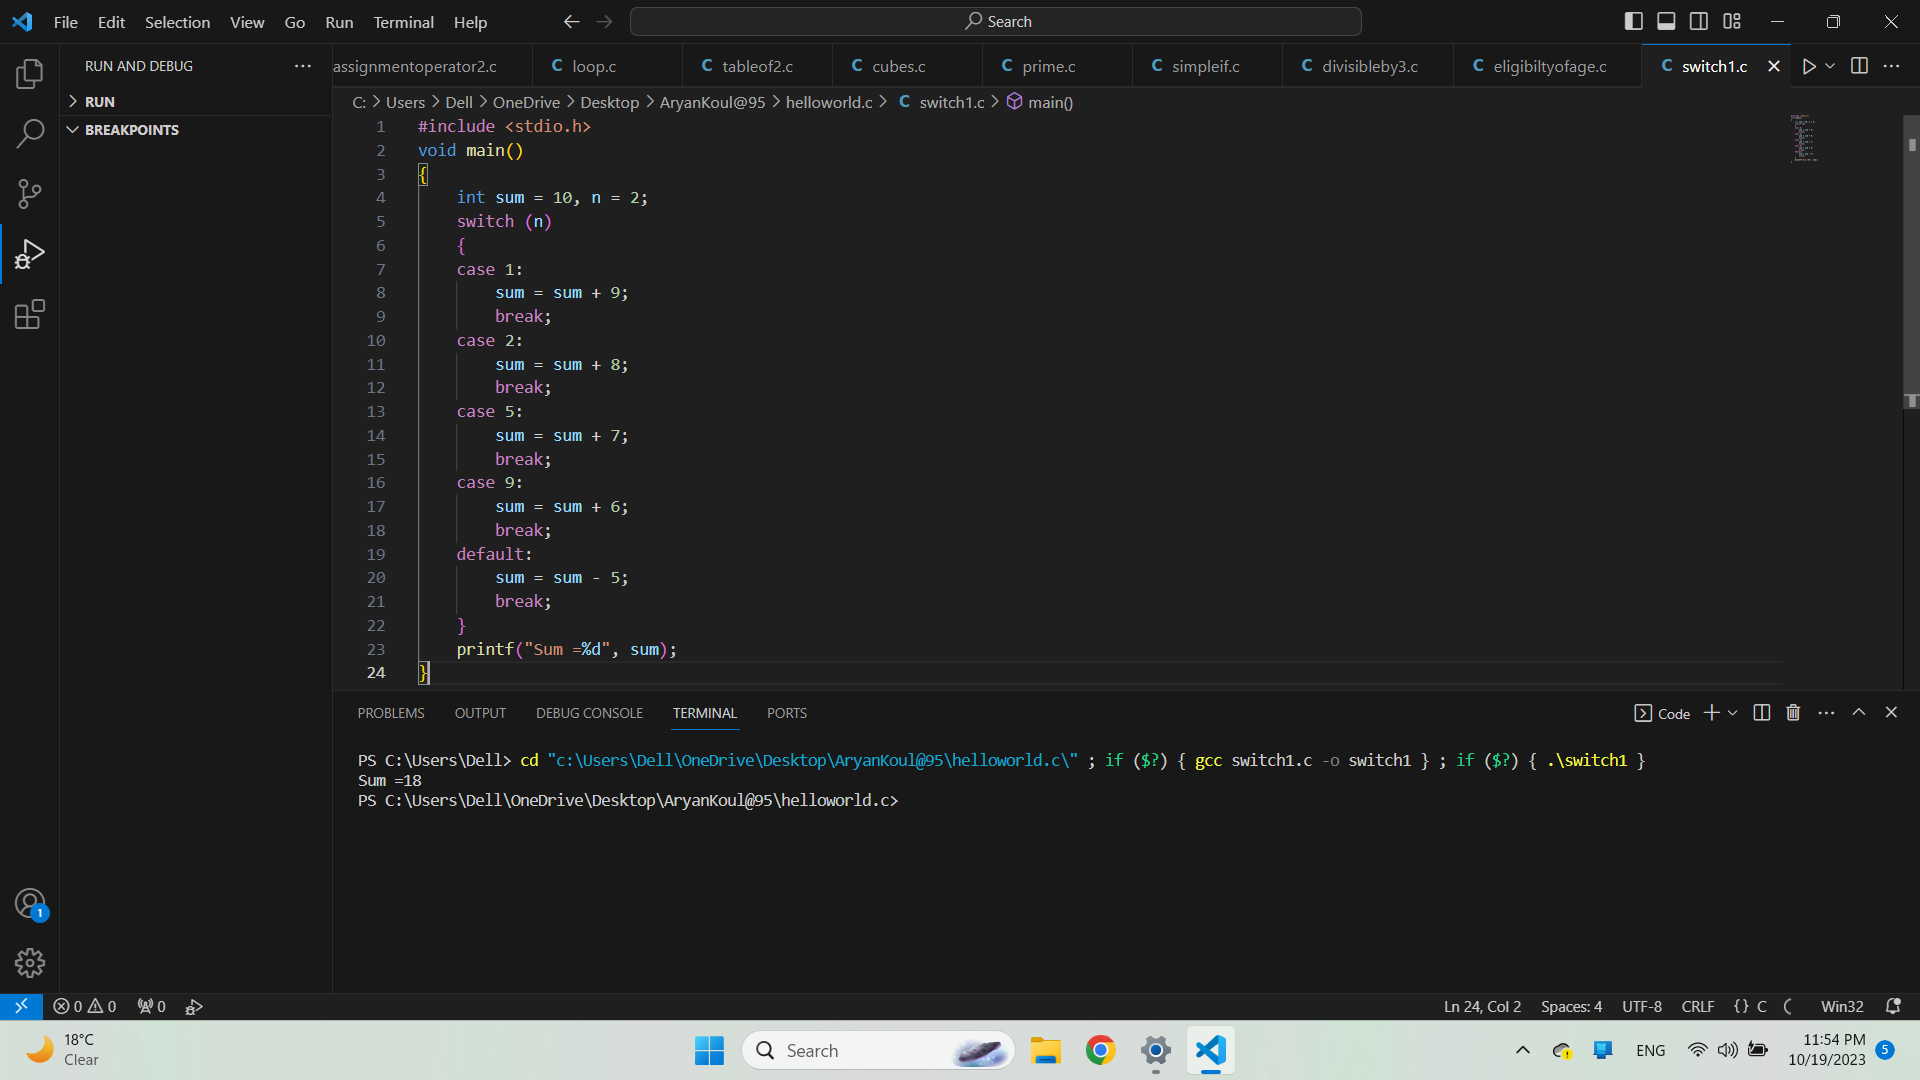 File Edit Selection View Go Run Terminal Help Search
RUN AND DEBUG
RUN
BREAKPOINTS
assignmentoperator2.c C loop.c C tableof2.c C cubes.c C prime.c C simpleif.c C divisibleby3.c C eligibiltyofage.c C switch1.c
C: > Users > Dell > OneDrive > Desktop > AryanKoul@95 > helloworld.c > C switch1.c > main()
1 #include <stdio.h>
2 void main()
3 {
4 int sum = 10, n = 2;
5 switch (n)
6 {
7 case 1:
8 sum = sum + 9;
9 break;
10 case 2:
11 sum = sum + 8;
12 break;
13 case 5:
14 sum = sum + 7;
15 break;
16 case 9:
17 sum = sum + 6;
18 break;
19 default:
20 sum = sum - 5;
21 break;
22 }
23 printf("Sum =%d", sum);
24 }
PROBLEMS OUTPUT DEBUG CONSOLE TERMINAL PORTS Code
PS C:\Users\Dell> cd "c:\Users\Dell\OneDrive\Desktop\AryanKoul@95\helloworld.c\" ; if ($?) { gcc switch1.c -o switch1 } ; if ($?) { .\switch1 }
Sum =18
PS C:\Users\Dell\OneDrive\Desktop\AryanKoul@95\helloworld.c>
1
0 0 0 Ln 24, Col 2 Spaces: 4 UTF-8 CRLF {} C Win32
18°C
Clear
Search
ENG
11:54 PM
10/19/2023
5